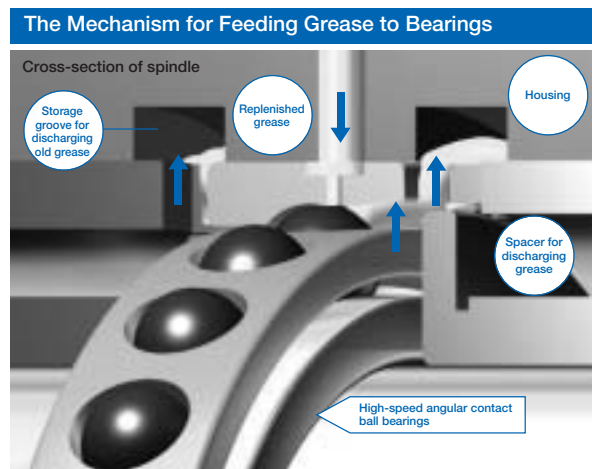 The Mechanism for Feeding Grease to Bearings
Cross-section of spindle
Storage
groove for
discharging
old grease
Replenished
grease
Housing
Spacer for
discharging
grease
High-speed angular contact
ball bearings